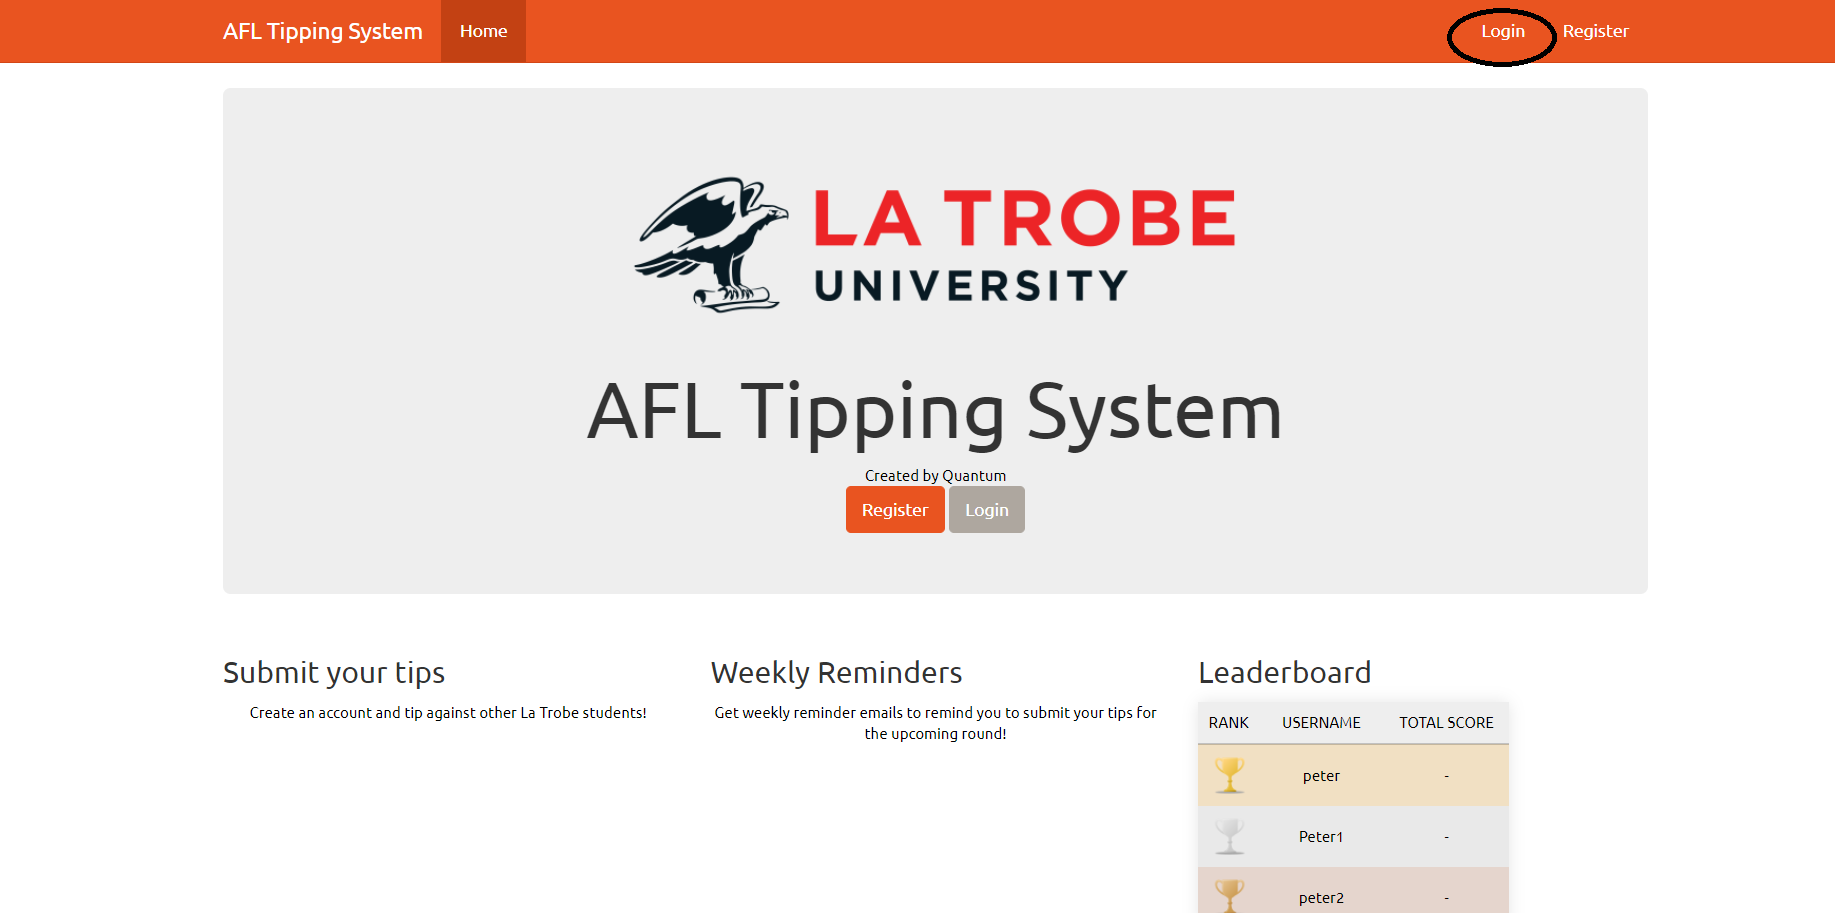 AFL Tipping System Home Login Register
LA TROBE
UNIVERSITY
AFL Tipping System
Created by Quantum
Register Login
Submit your tips
Create an account and tip against other La Trobe students!
Weekly Reminders
Get weekly reminder emails to remind you to submit your tips for
the upcoming round!
Leaderboard
RANK USERNAME TOTAL SCORE
peter -
Peter1 -
peter2 -